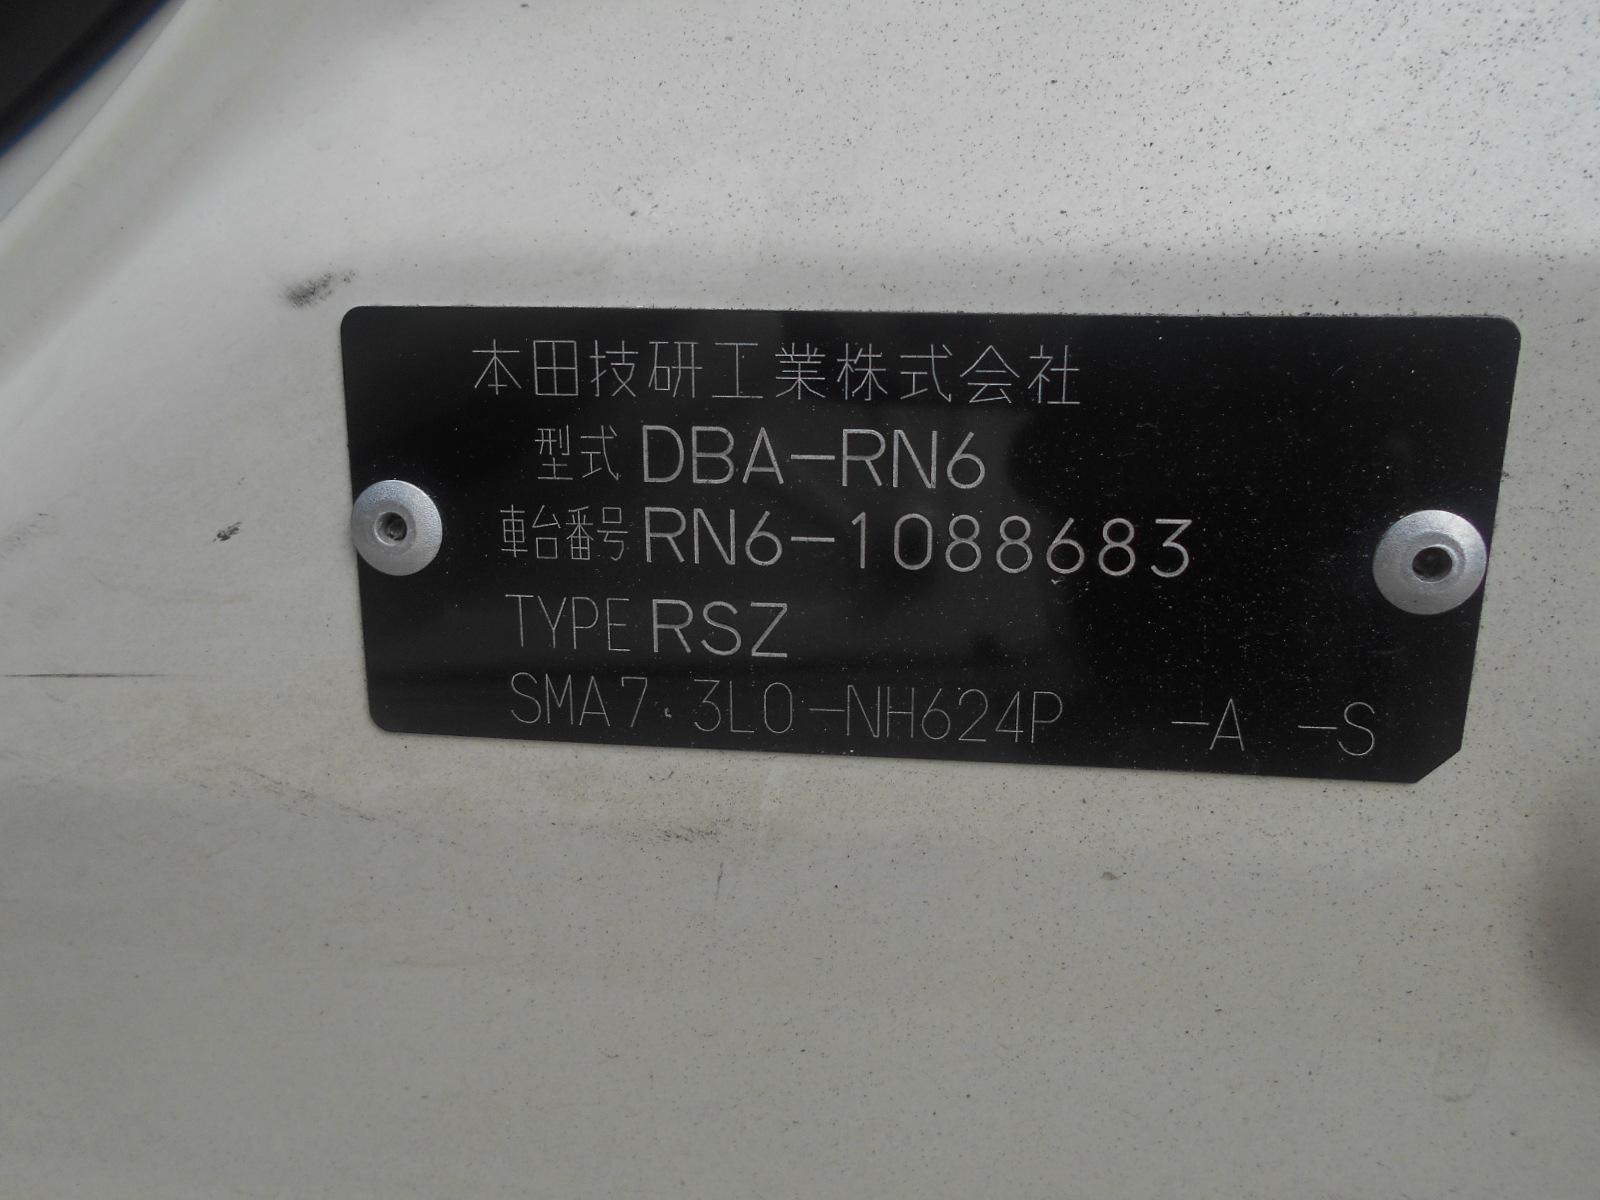 本田技研工業株式会社
型式 DBA-RN6
車台番号 RN6-1088683
TYPE RSZ
SMA7 3L0-NH624P -A -S